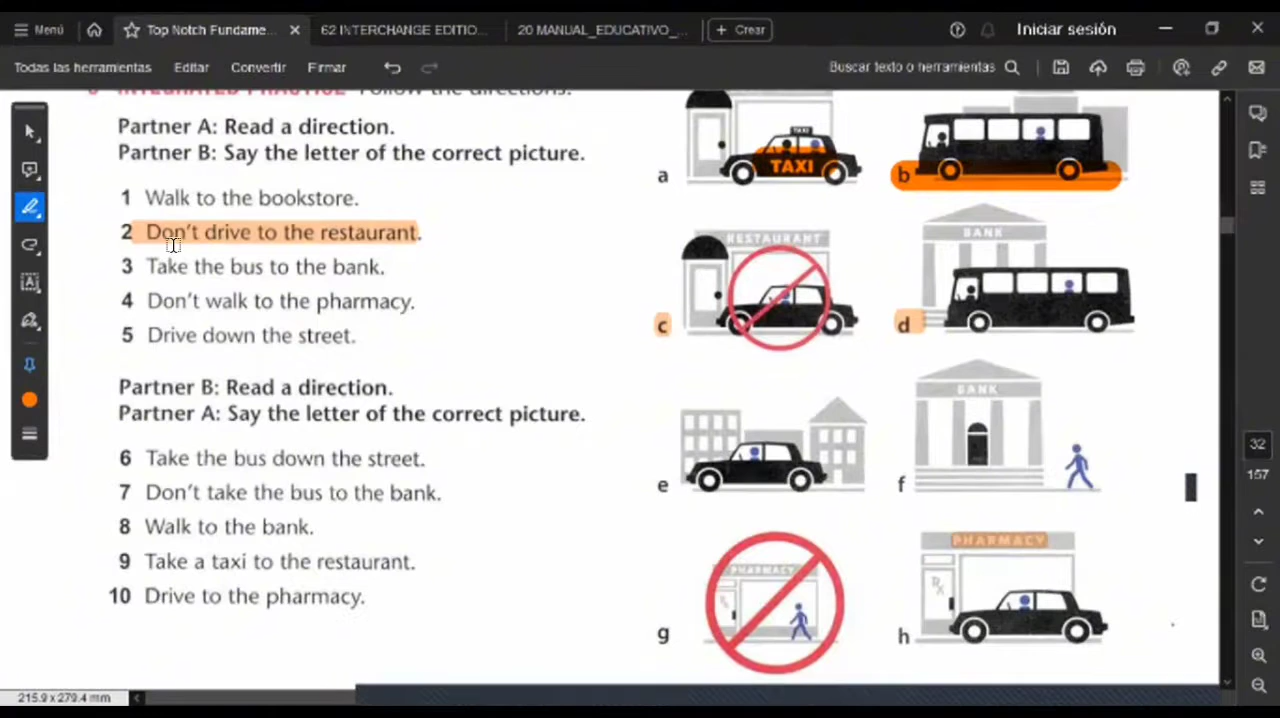 Menú
Top Notch Fundame...
62 INTERCHANGE EDITIO...
20 MANUAL_EDUCATIVO_...
+ Crear
Iniciar sesión
Todas las herramientas
Editar
Convertir
Firmar
Buscar texto o herramientas
INTEGRATED PRACTICE Follow the directions.
Partner A: Read a direction.
Partner B: Say the letter of the correct picture.
1 Walk to the bookstore.
2 Don't drive to the restaurant.
3 Take the bus to the bank.
4 Don't walk to the pharmacy.
5 Drive down the street.
Partner B: Read a direction.
Partner A: Say the letter of the correct picture.
6 Take the bus down the street.
7 Don't take the bus to the bank.
8 Walk to the bank.
9 Take a taxi to the restaurant.
10 Drive to the pharmacy.
TAXI
TAXI
a
b
RESTAURANT
c
BANK
d
e
BANK
f
PHARMACY
g
PHARMACY
Rx
h
32
157
215.9 x 279.4 mm